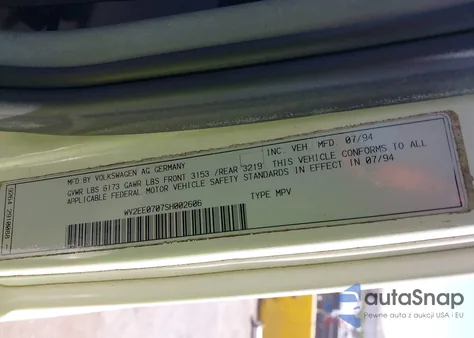 MFD BY VOLKSWAGEN AG GERMANY INC. VEH. MFD. 07/94
GVWR LBS 6173 GAWR LBS FRONT 3153 /REAR 3219 THIS VEHICLE CONFORMS TO ALL
APPLICABLE FEDERAL MOTOR VEHICLE SAFETY STANDARDS IN EFFECT IN 07/94
WV2EE0707SH002606 TYPE MPV
autoSnap
Pewne auta z aukcji USA - EU